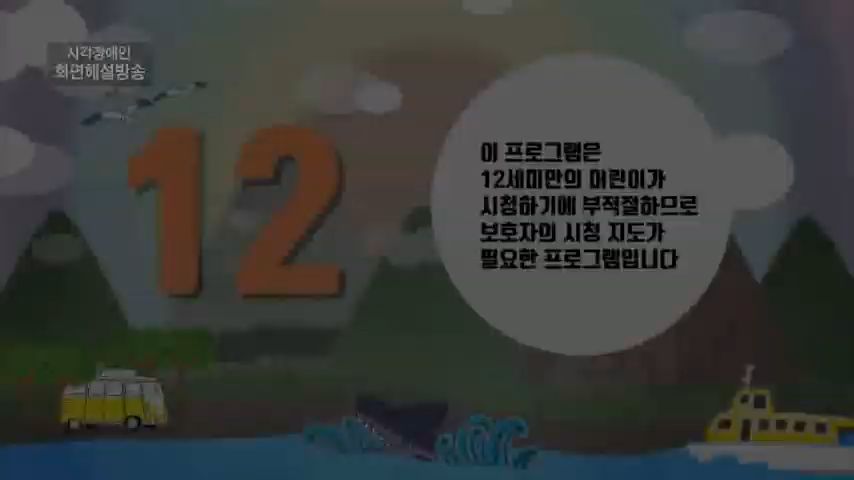 시각장애인
화면해설방송
12
이 프로그램은
12세미만의 어린이가
시청하기에 부적절하므로
보호자의 시청 지도가
필요한 프로그램입니다